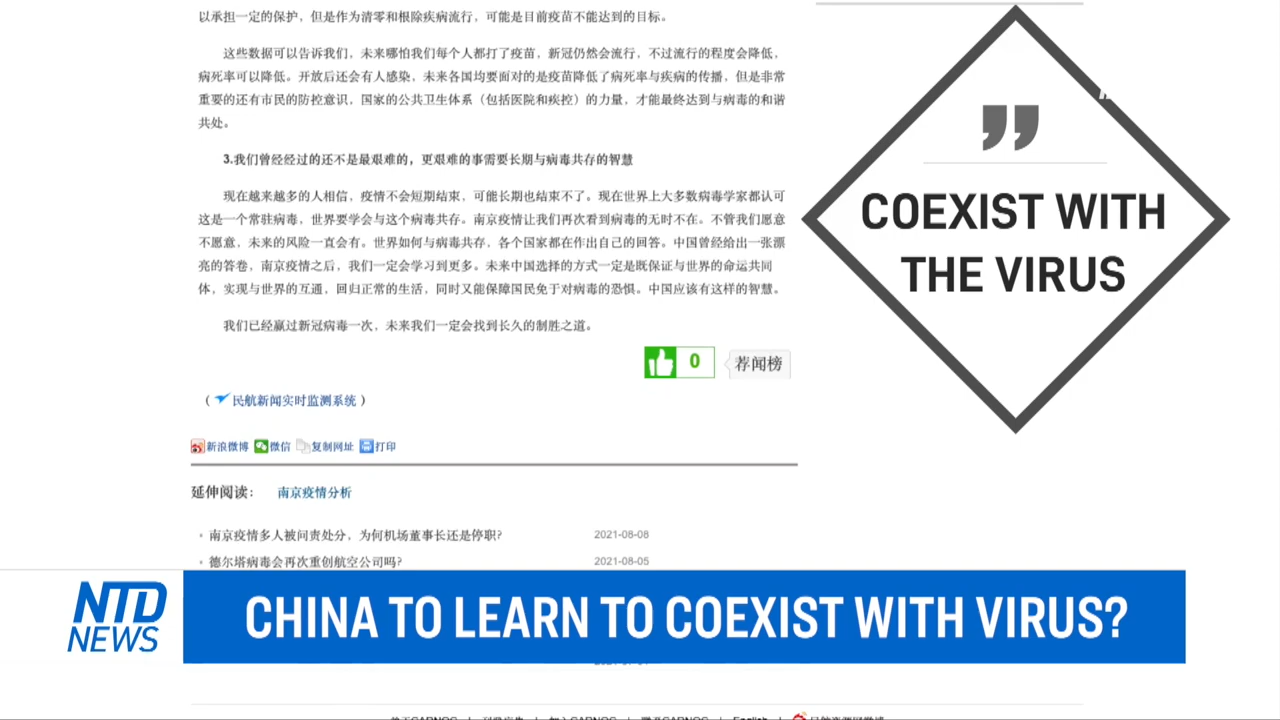 以承担一定的保护，但是作为清零和根除疾病流行，可能是目前疫苗不能达到的目标。
这些数据可以告诉我们，未来哪怕我们每个人都打了疫苗，新冠仍然会流行，不过流行的程度会降低，
病死率可以降低。开放后还会有人感染，未来各国均要面对的是疫苗降低了病死率与疾病的传播，但是非常
重要的还有市民的防控意识，国家的公共卫生体系（包括医院和疾控）的力量，才能最终达到与病毒的和谐
共处。
3.我们曾经经过的还不是最艰难的，更艰难的事需要长期与病毒共存的智慧
现在越来越多的人相信，疫情不会短期结束，可能长期也结束不了。现在世界上大多数病毒学家都认可
这是一个常驻病毒，世界要学会与这个病毒共存。南京疫情让我们再次看到病毒的无时不在。不管我们愿意
不愿意，未来的风险一直会有。世界如何与病毒共存，各个国家都在作出自己的回答。中国曾经给出一张漂
亮的答卷，南京疫情之后，我们一定会学习到更多。未来中国选择的方式一定是既保证与世界的命运共同
体，实现与世界的互通，回归正常的生活，同时又能保障国民免于对病毒的恐惧。中国应该有这样的智慧。
我们已经赢过新冠病毒一次，未来我们一定会找到长久的制胜之道。
0 荐闻榜
（ 民航新闻实时监测系统 ）
新浪微博 微信 复制网址 打印
延伸阅读： 南京疫情分析
南京疫情多人被问责处分，为何机场董事长还是停职? 2021-08-08
德尔塔病毒会再次重创航空公司吗? 2021-08-05
”
COEXIST WITH
THE VIRUS
NTD
NEWS
CHINA TO LEARN TO COEXIST WITH VIRUS?